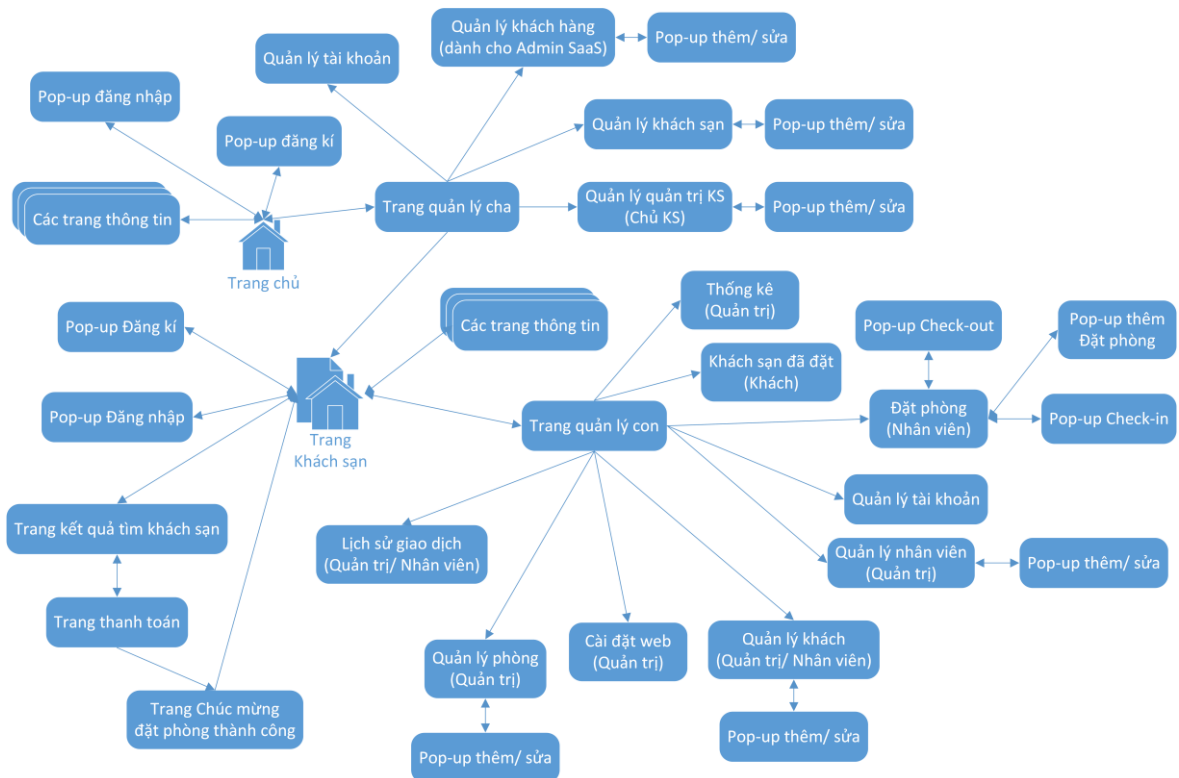 Quản lý khách hàng
(dành cho Admin SaaS)
Pop-up thêm/ sửa
Quản lý tài khoản
Pop-up đăng nhập
Pop-up đăng kí
Quản lý khách sạn
Pop-up thêm/ sửa
Các trang thông tin
Trang quản lý cha
Quản lý quản trị KS
(Chủ KS)
Pop-up thêm/ sửa
Trang chủ
Pop-up Đăng kí
Các trang thông tin
Thống kê
(Quản trị)
Pop-up Check-out
Pop-up thêm
Đặt phòng
Khách sạn đã đặt
(Khách)
Pop-up Đăng nhập
Trang
Khách sạn
Trang quản lý con
Đặt phòng
(Nhân viên)
Pop-up Check-in
Trang kết quả tìm khách sạn
Lịch sử giao dịch
(Quản trị/ Nhân viên)
Quản lý tài khoản
Quản lý nhân viên
(Quản trị)
Pop-up thêm/ sửa
Trang thanh toán
Quản lý phòng
(Quản trị)
Cài đặt web
(Quản trị)
Quản lý khách
(Quản trị/ Nhân viên)
Trang Chúc mừng
đặt phòng thành công
Pop-up thêm/ sửa
Pop-up thêm/ sửa